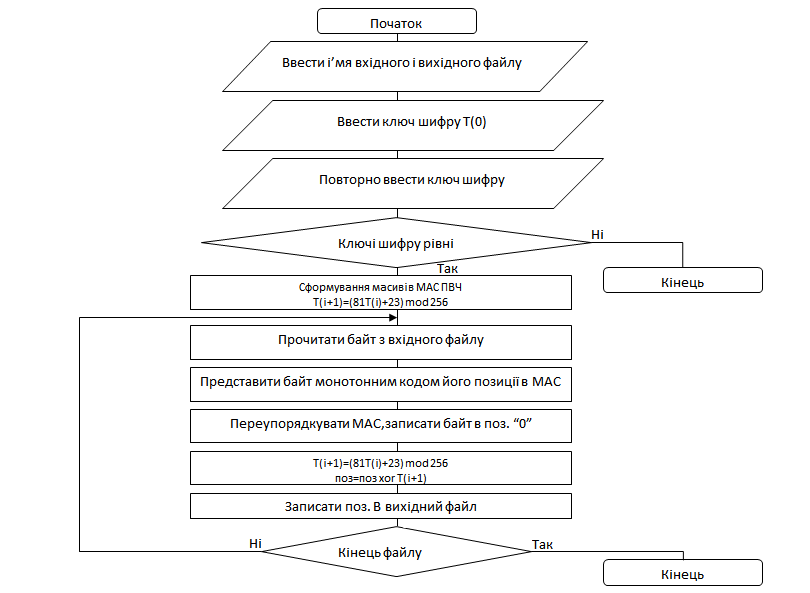 Початок
Ввести і’мя вхідного і вихідного файлу
Ввести ключ шифру Т(0)
Повторно ввести ключ шифру
Ключі шифру рівні
Ні
Так
Кінець
Сформування масивів МАС ПВЧ
T(i+1)=(81T(i)+23) mod 256
Прочитати байт з вхідного файлу
Представити байт монотонним кодом його позиції в МАС
Переупорядкувати МАС,записати байт в поз. “0”
T(i+1)=(81T(i)+23) mod 256
поз=поз xor T(i+1)
Записати поз. В вихідний файл
Ні
Кінець файлу
Так
Кінець